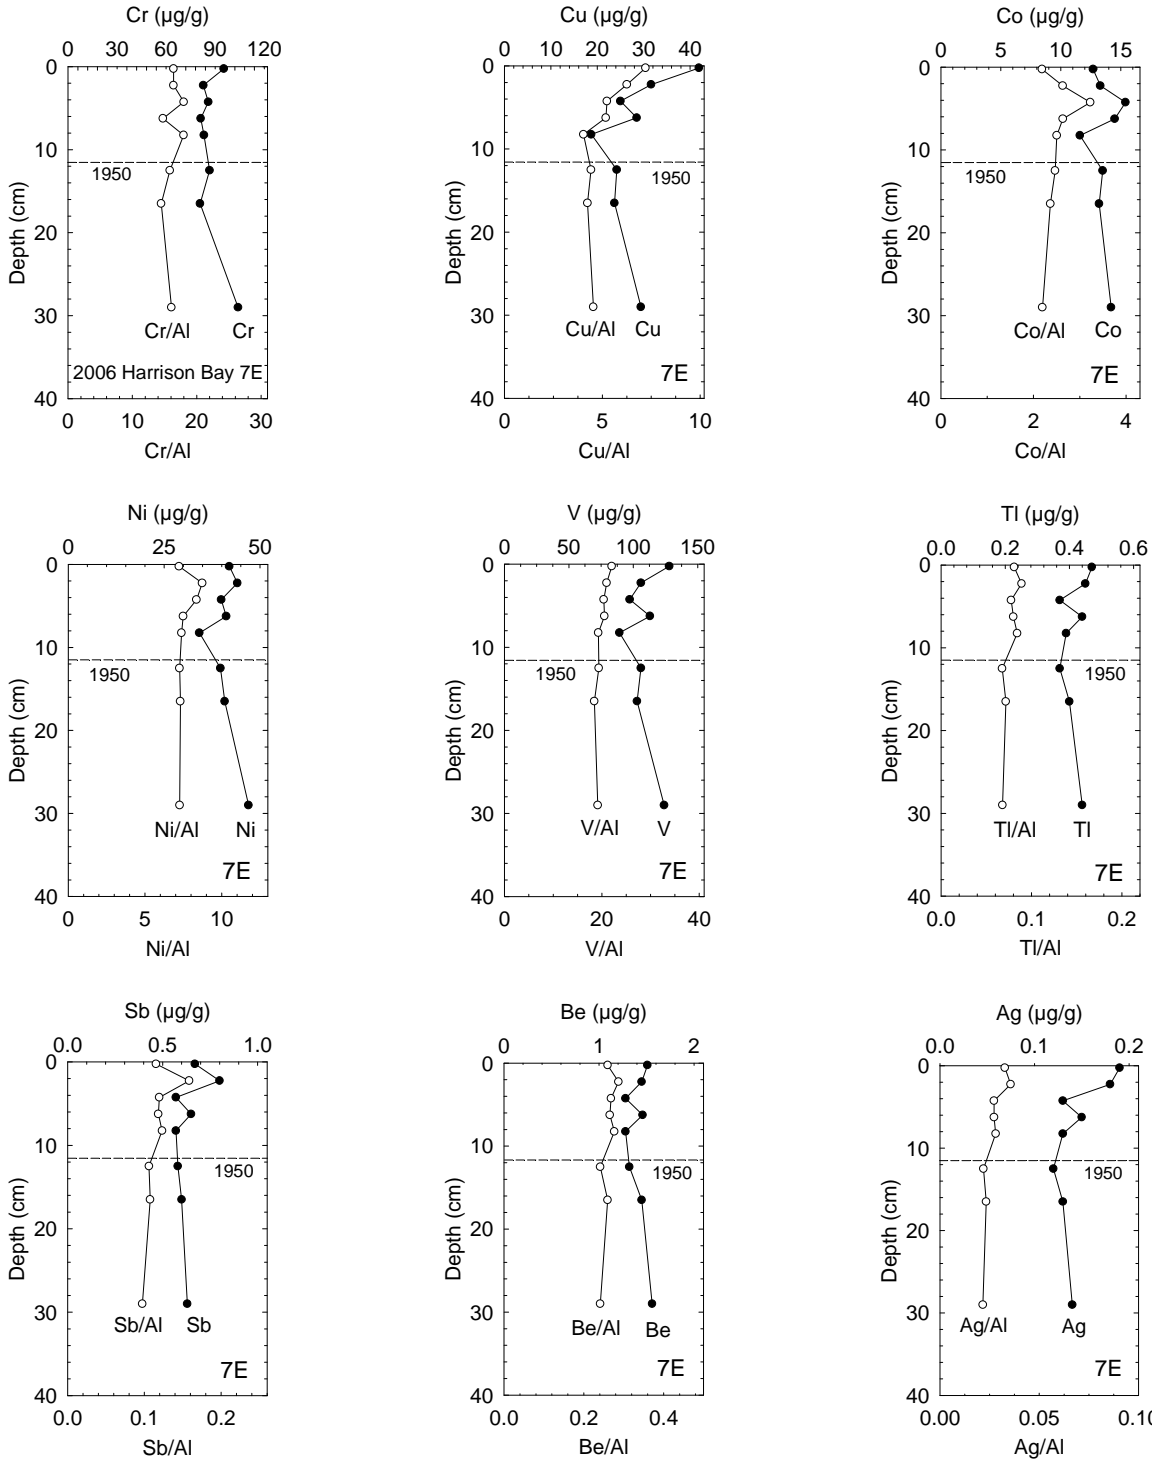 Cr (µg/g)
0 30 60 90 120
0
10
20
30
40
Depth (cm)
1950
Cr/Al Cr
2006 Harrison Bay 7E
0 10 20 30
Cr/Al
Cu (µg/g)
0 10 20 30 40
0
10
20
30
40
Depth (cm)
1950
Cu/Al Cu
7E
0 5 10
Cu/Al
Co (µg/g)
0 5 10 15
0
10
20
30
40
Depth (cm)
1950
Co/Al Co
7E
0 2 4
Co/Al
Ni (µg/g)
0 25 50
0
10
20
30
40
Depth (cm)
1950
Ni/Al Ni
7E
0 5 10
Ni/Al
V (µg/g)
0 50 100 150
0
10
20
30
40
Depth (cm)
1950
V/Al V
7E
0 20 40
V/Al
Tl (µg/g)
0.0 0.2 0.4 0.6
0
10
20
30
40
Depth (cm)
1950
Tl/Al Tl
7E
0.0 0.1 0.2
Tl/Al
Sb (µg/g)
0.0 0.5 1.0
0
10
20
30
40
Depth (cm)
1950
Sb/Al Sb
7E
0.0 0.1 0.2
Sb/Al
Be (µg/g)
0 1 2
0
10
20
30
40
Depth (cm)
1950
Be/Al Be
7E
0.0 0.2 0.4
Be/Al
Ag (µg/g)
0.0 0.1 0.2
0
10
20
30
40
Depth (cm)
1950
Ag/Al Ag
7E
0.00 0.05 0.10
Ag/Al